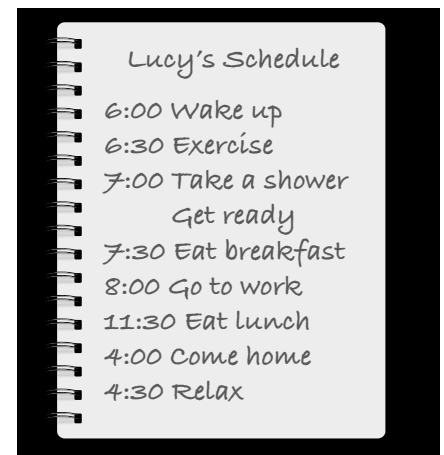 Lucy's Schedule
6:00 Wake up
6:30 Exercise
7:00 Take a shower
Get ready
7:30 Eat breakfast
8:00 Go to work
11:30 Eat lunch
4:00 Come home
4:30 Relax